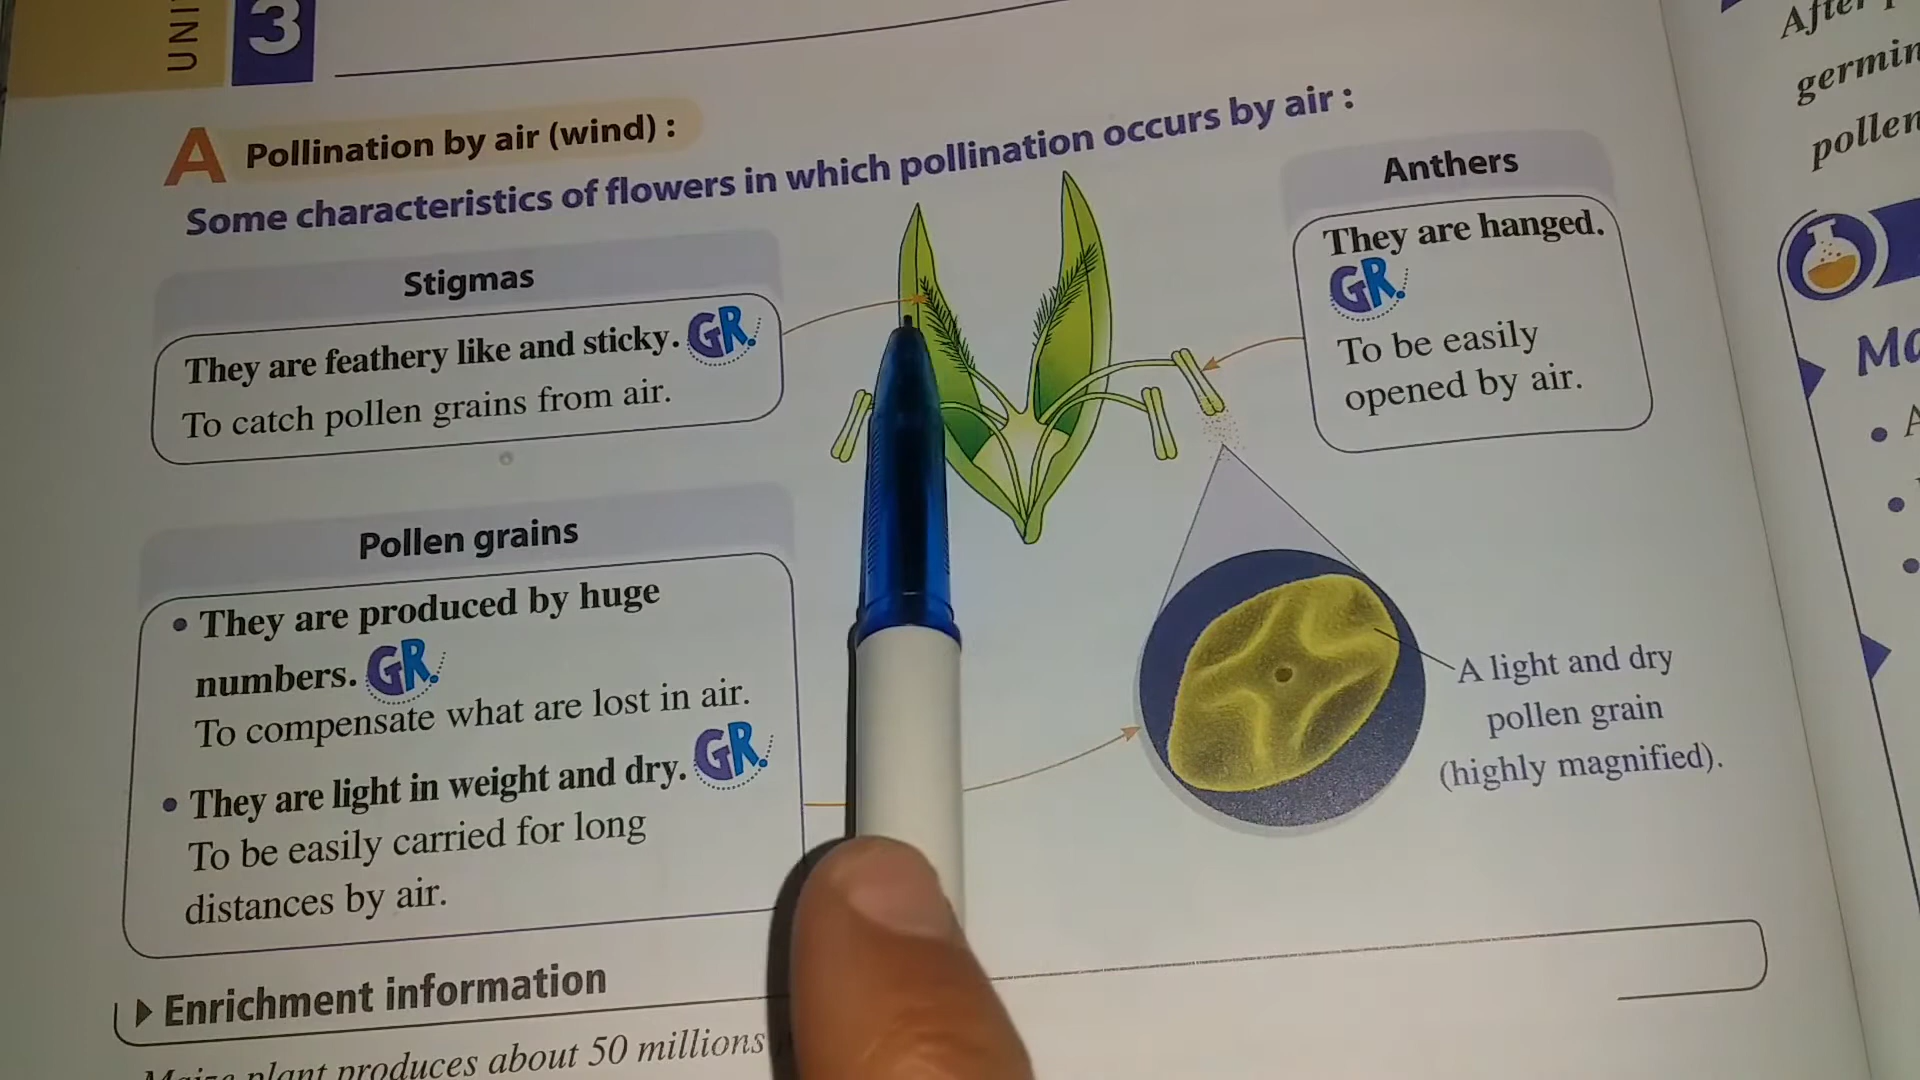 UNI
3
A Pollination by air (wind) :
Some characteristics of flowers in which pollination occurs by air :
Stigmas
They are feathery like and sticky. GR.
To catch pollen grains from air.
Anthers
They are hanged.
GR.
To be easily
opened by air.
Pollen grains
• They are produced by huge
numbers. GR.
To compensate what are lost in air.
• They are light in weight and dry. GR.
To be easily carried for long
distances by air.
A light and dry
pollen grain
(highly magnified).
Enrichment information
Maize plant produces about 50 millions
After
germin
pollen
Ma